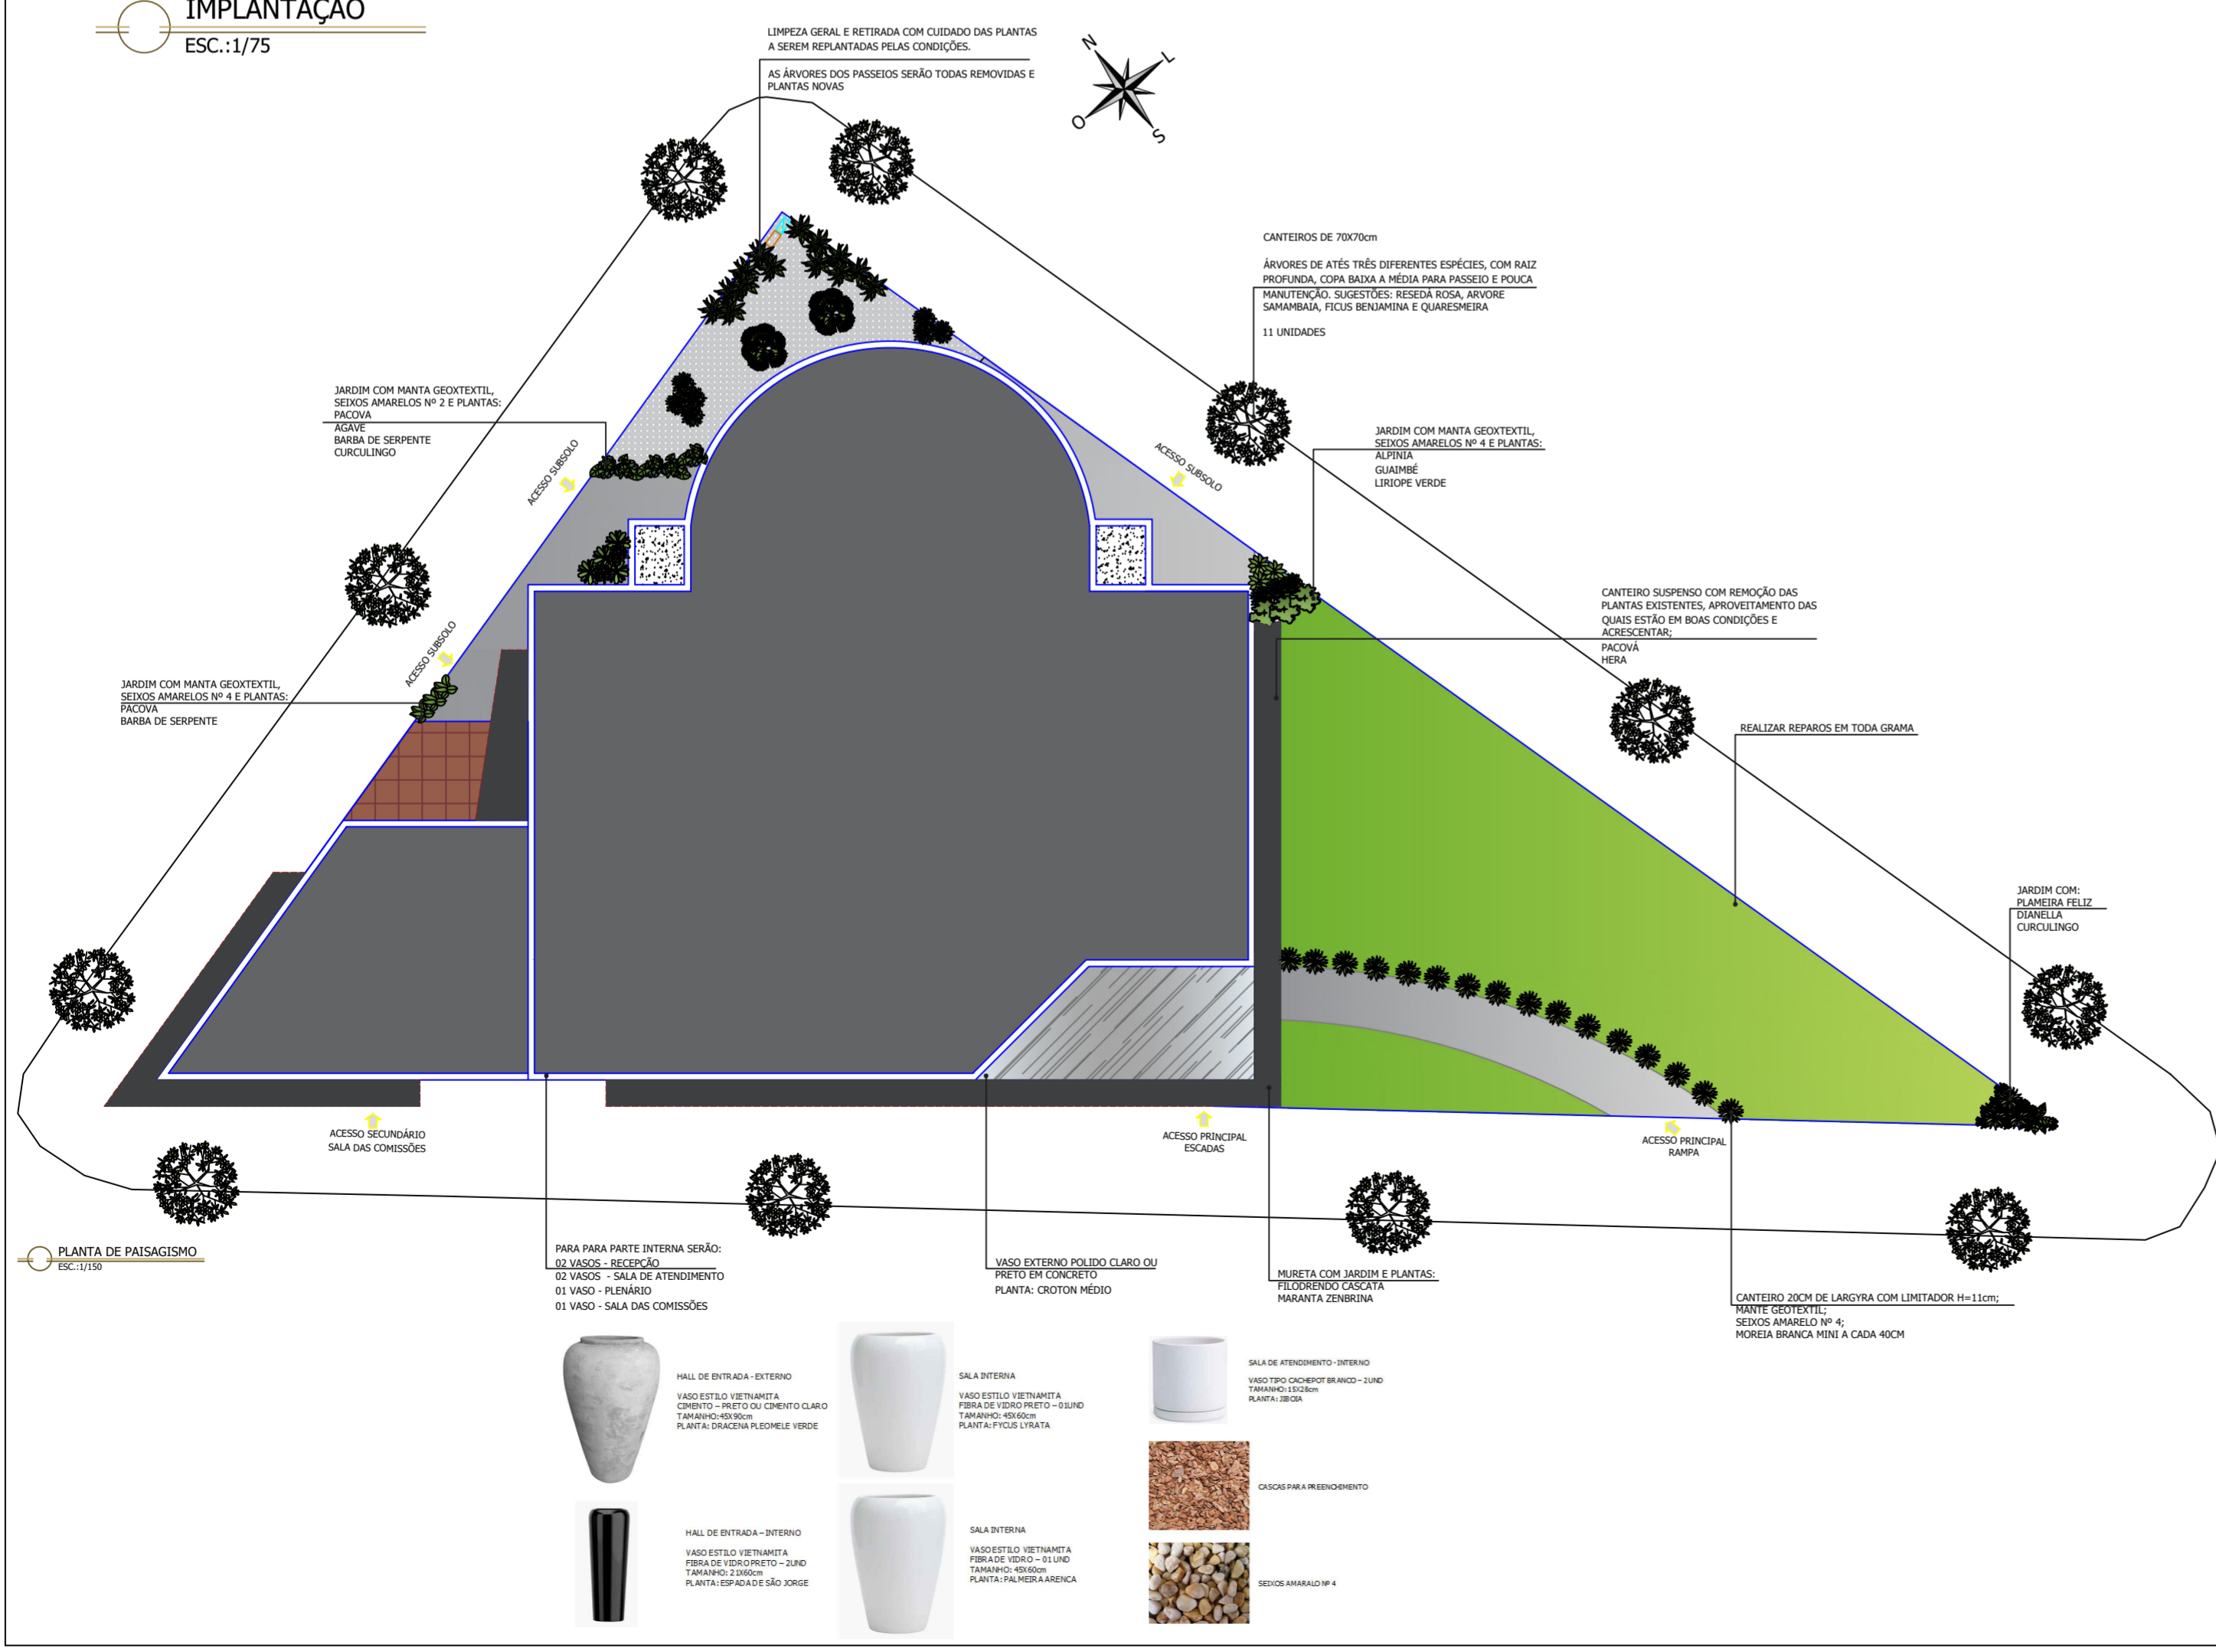 IMPLANTAÇÃO
ESC.:1/75
LIMPEZA GERAL E RETIRADA COM CUIDADO DAS PLANTAS
A SEREM REPLANTADAS PELAS CONDIÇÕES.
AS ÁRVORES DOS PASSEIOS SERÃO TODAS REMOVIDAS E
PLANTAS NOVAS
N
L
O
S
CANTEIROS DE 70X70cm
ÁRVORES DE ATÉS TRÊS DIFERENTES ESPÉCIES, COM RAIZ
PROFUNDA, COPA BAIXA A MÉDIA PARA PASSEIO E POUCA
MANUTENÇÃO. SUGESTÕES: RESEDÁ ROSA, ARVORE
SAMAMBAIA, FICUS BENJAMINA E QUARESMEIRA
11 UNIDADES
JARDIM COM MANTA GEOXTEXTIL,
SEIXOS AMARELOS Nº 2 E PLANTAS:
PACOVA
AGAVE
BARBA DE SERPENTE
CURCULINGO
ACESSO SUBSOLO
ACESSO SUBSOLO
JARDIM COM MANTA GEOXTEXTIL,
SEIXOS AMARELOS Nº 4 E PLANTAS:
ALPINIA
GUAIMBÉ
LIRIOPE VERDE
CANTEIRO SUSPENSO COM REMOÇÃO DAS
PLANTAS EXISTENTES, APROVEITAMENTO DAS
QUAIS ESTÃO EM BOAS CONDIÇÕES E
ACRESCENTAR;
PACOVÁ
HERA
ACESSO SUBSOLO
JARDIM COM MANTA GEOXTEXTIL,
SEIXOS AMARELOS Nº 4 E PLANTAS:
PACOVA
BARBA DE SERPENTE
REALIZAR REPAROS EM TODA GRAMA
JARDIM COM:
PLAMEIRA FELIZ
DIANELLA
CURCULINGO
ACESSO SECUNDÁRIO
SALA DAS COMISSÕES
ACESSO PRINCIPAL
ESCADAS
ACESSO PRINCIPAL
RAMPA
PLANTA DE PAISAGISMO
ESC.:1/150
PARA PARA PARTE INTERNA SERÃO:
02 VASOS - RECEPÇÃO
02 VASOS - SALA DE ATENDIMENTO
01 VASO - PLENÁRIO
01 VASO - SALA DAS COMISSÕES
VASO EXTERNO POLIDO CLARO OU
PRETO EM CONCRETO
PLANTA: CROTON MÉDIO
MURETA COM JARDIM E PLANTAS:
FILODRENDO CASCATA
MARANTA ZENBRINA
CANTEIRO 20CM DE LARGYRA COM LIMITADOR H=11cm;
MANTE GEOTEXTIL;
SEIXOS AMARELO Nº 4;
MOREIA BRANCA MINI A CADA 40CM
HALL DE ENTRADA - EXTERNO
VASO ESTILO VIETNAMITA
CIMENTO – PRETO OU CIMENTO CLARO
TAMANHO:45X90cm
PLANTA: DRACENA PLEOMELE VERDE
SALA INTERNA
VASO ESTILO VIETNAMITA
FIBRA DE VIDRO PRETO – 01UND
TAMANHO: 45X60cm
PLANTA: FYCUS LYRATA
SALA DE ATENDIMENTO - INTERNO
VASO TIPO CACHEPOT BRANCO – 2UND
TAMANHO: 15X26cm
PLANTA: JIBOIA
CASCAS PARA PREENCHIMENTO
HALL DE ENTRADA – INTERNO
VASO ESTILO VIETNAMITA
FIBRA DE VIDRO PRETO – 2UND
TAMANHO: 21X60cm
PLANTA: ESPADA DE SÃO JORGE
SALA INTERNA
VASO ESTILO VIETNAMITA
FIBRA DE VIDRO – 01 UND
TAMANHO: 45X60cm
PLANTA: PALMEIRA ARENCA
SEIXOS AMARALO Nº 4